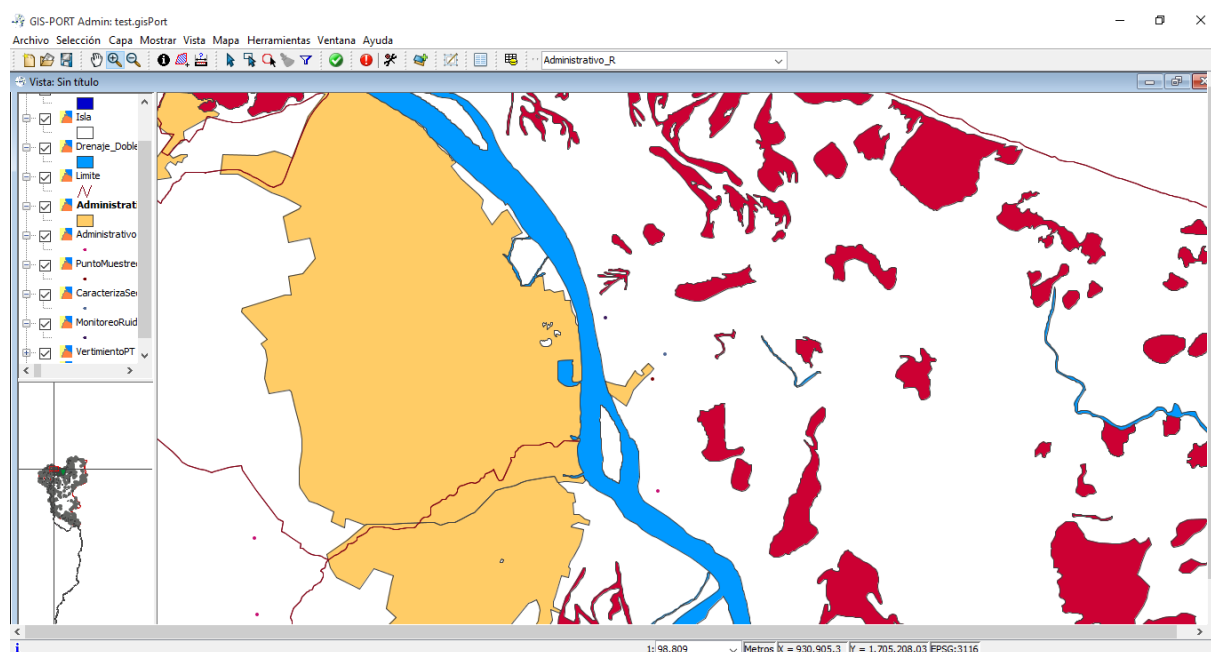 GIS-PORT Admin: test.gisPort
Archivo Selección Capa Mostrar Vista Mapa Herramientas Ventana Ayuda
Administrativo_R
Vista: Sin título
Isla
Drenaje_Doble
Limite
Administrati
Administrativo
PuntoMuestre
CaracterizaSe
MonitoreoRuid
VertimientoPT
1: 98.809 Metros X = 930.905,3 Y = 1.705.208,03 EPSG:3116